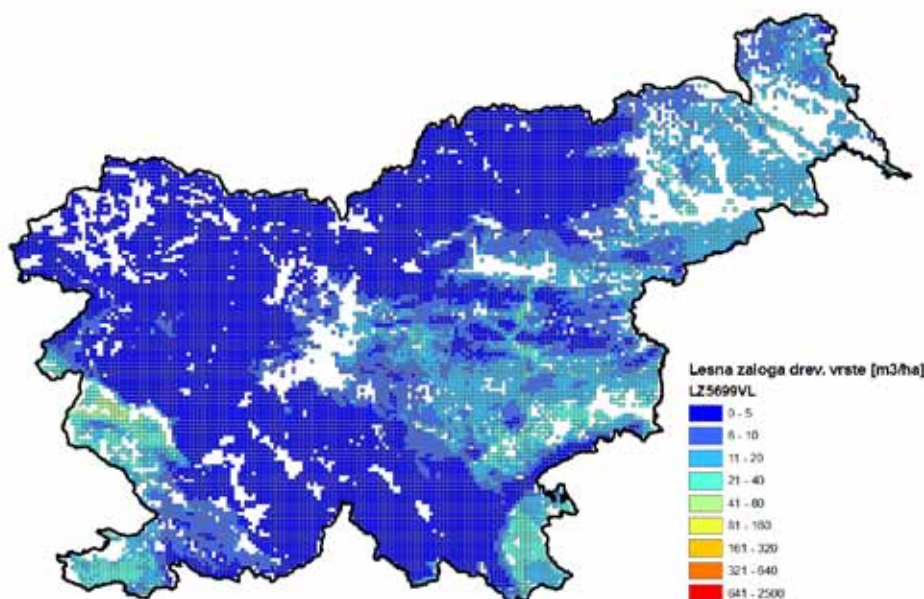 Lesna zaloga drev. vrste [m3/ha]
LZ5699VL
0 - 5
6 - 10
11 - 20
21 - 40
41 - 80
81 - 160
161 - 320
321 - 640
641 - 2500